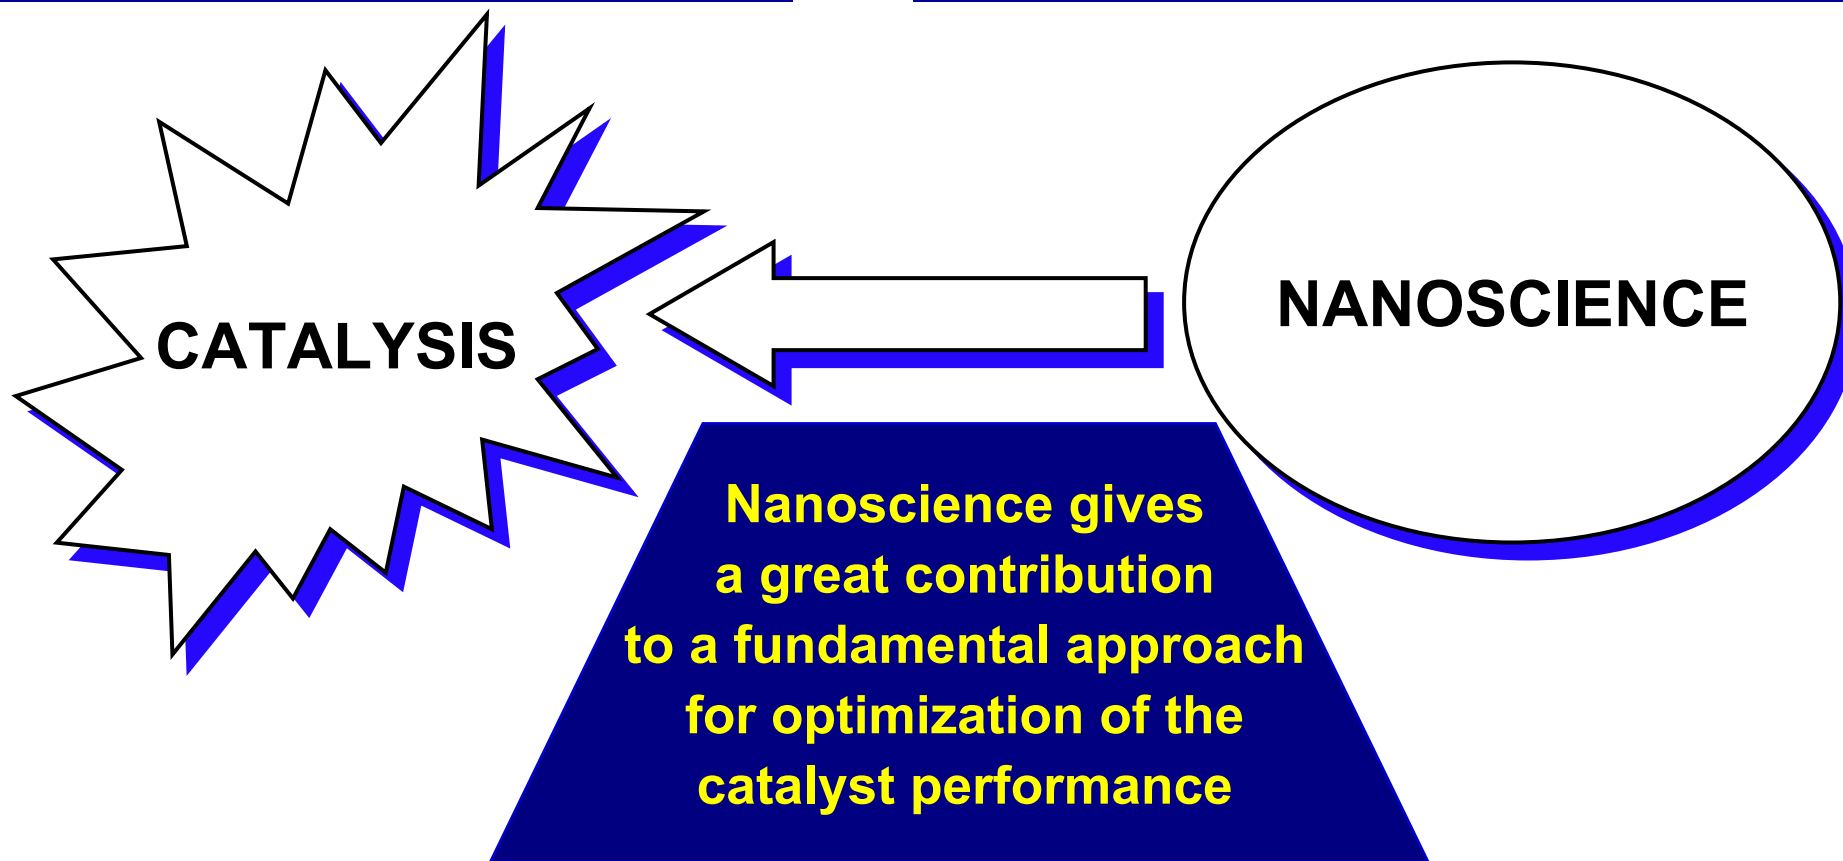 CATALYSIS
NANOSCIENCE
Nanoscience gives
a great contribution
to a fundamental approach
for optimization of the
catalyst performance